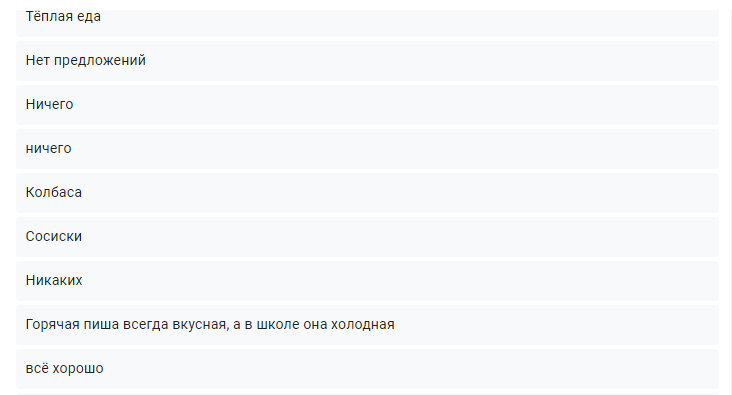 Тёплая еда
Нет предложений
Ничего
ничего
Колбаса
Сосиски
Никаких
Горячая пиша всегда вкусная, а в школе она холодная
всё хорошо